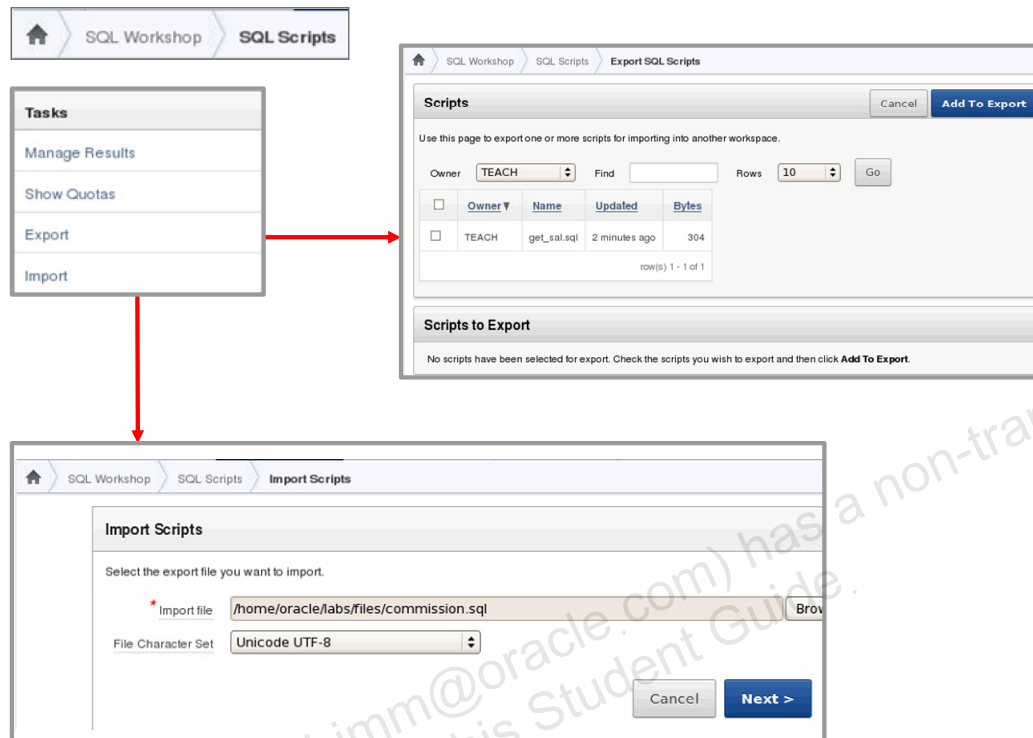 SQL Workshop SQL Scripts
Tasks
Manage Results
Show Quotas
Export
Import
SQL Workshop SQL Scripts Export SQL Scripts
Scripts Cancel Add To Export
Use this page to export one or more scripts for importing into another workspace.
Owner TEACH Find Rows 10 Go
Owner Name Updated Bytes
TEACH get_sal.sql 2 minutes ago 304
row(s) 1 - 1 of 1
Scripts to Export
No scripts have been selected for export. Check the scripts you wish to export and then click Add To Export.
SQL Workshop SQL Scripts Import Scripts
Import Scripts
Select the export file you want to import.
* Import file /home/oracle/labs/files/commission.sql
File Character Set Unicode UTF-8
Cancel Next >
oracle.com) has a
Student Guide.